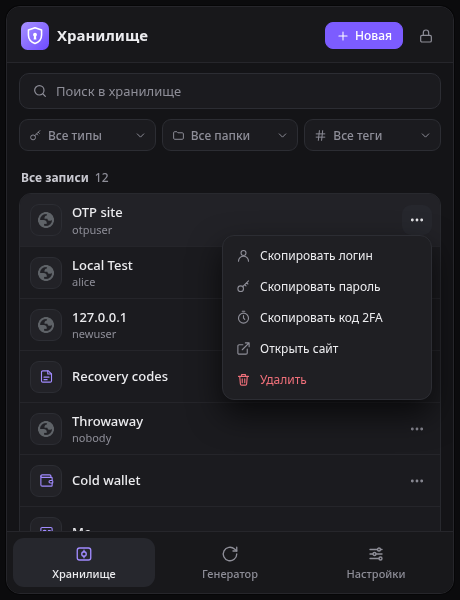 Хранилище
Новая
Поиск в хранилище
Все типы
Все папки
Все теги
Все записи 12
OTP site
otpuser
Скопировать логин
Local Test
alice
Скопировать пароль
127.0.0.1
newuser
Скопировать код 2FA
Открыть сайт
Recovery codes
Удалить
Throwaway
nobody
Cold wallet
Хранилище
Генератор
Настройки